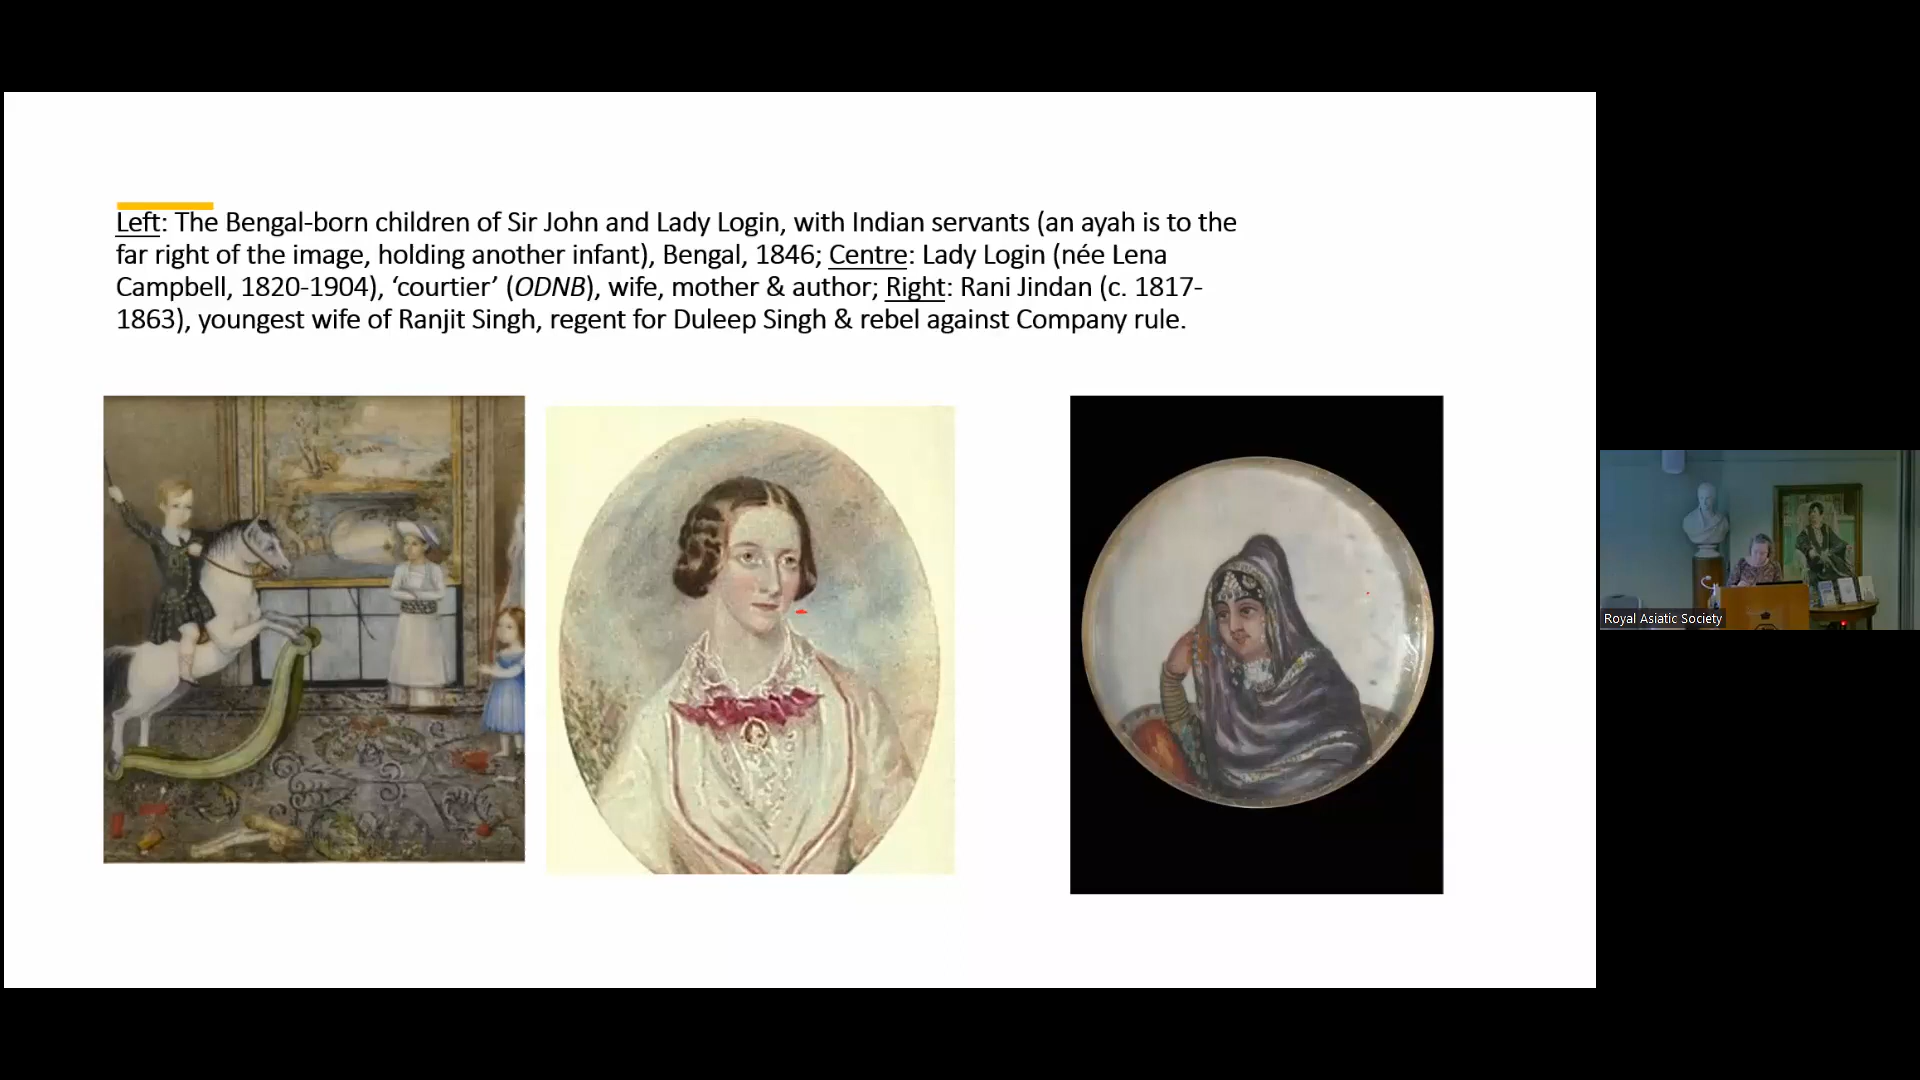 Left: The Bengal-born children of Sir John and Lady Login, with Indian servants (an ayah is to the
far right of the image, holding another infant), Bengal, 1846; Centre: Lady Login (née Lena
Campbell, 1820-1904), ‘courtier’ (ODNB), wife, mother & author; Right: Rani Jindan (c. 1817-
1863), youngest wife of Ranjit Singh, regent for Duleep Singh & rebel against Company rule.
Royal Asiatic Society